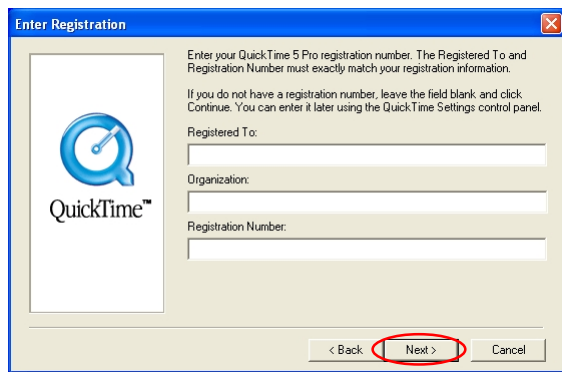 Enter Registration
Enter your QuickTime 5 Pro registration number. The Registered To and
Registration Number must exactly match your registration information.
If you do not have a registration number, leave the field blank and click
Continue. You can enter it later using the QuickTime Settings control panel.
Registered To:
Organization:
QuickTime™
Registration Number:
< Back
Next >
Cancel